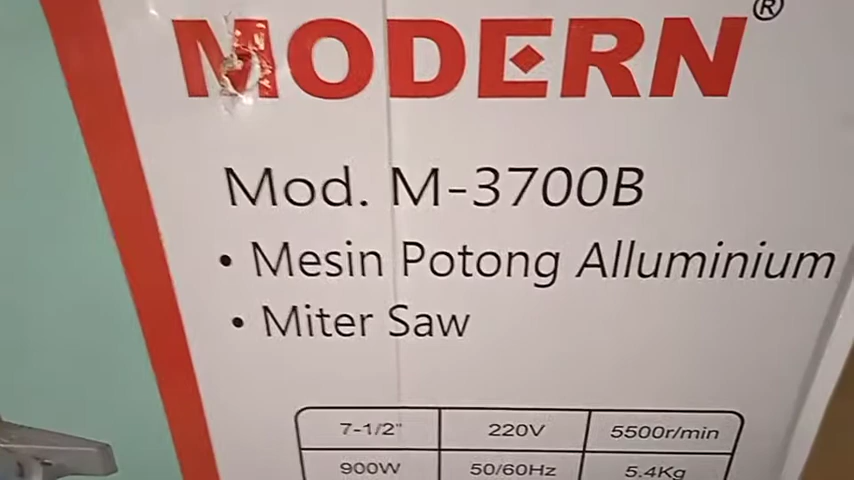 MODERN®
Mod. M-3700B
• Mesin Potong Alluminium
• Miter Saw
7-1/2" 220V 5500r/min
900W 50/60Hz 5.4Kg